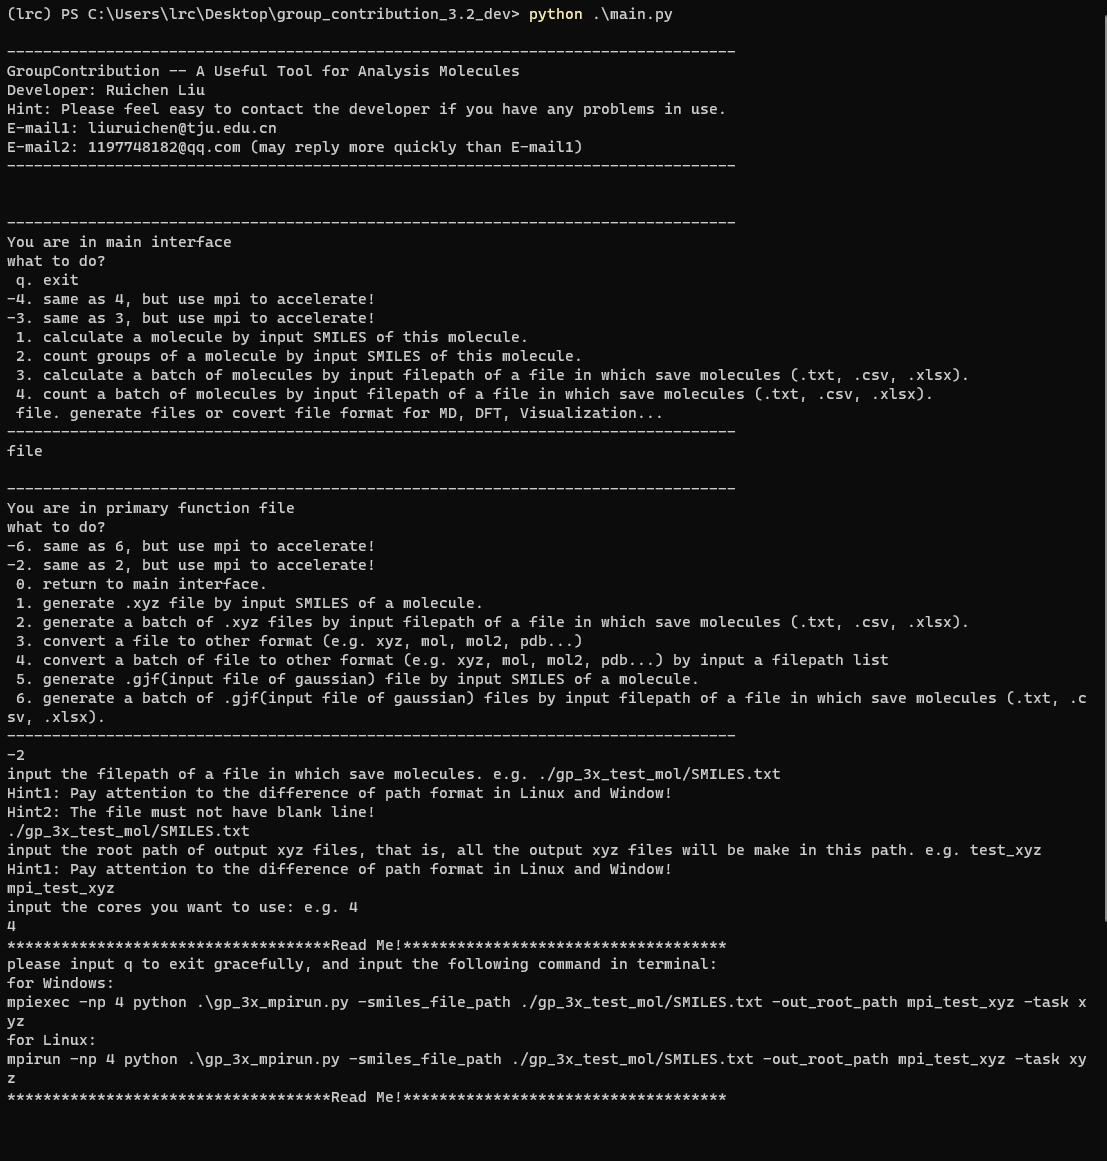 (lrc) PS C:\Users\lrc\Desktop\group_contribution_3.2_dev> python .\main.py
---------------------------------------------------------------------------------
GroupContribution -- A Useful Tool for Analysis Molecules
Developer: Ruichen Liu
Hint: Please feel easy to contact the developer if you have any problems in use.
E-mail1: liuruichen@tju.edu.cn
E-mail2: 1197748182@qq.com (may reply more quickly than E-mail1)
---------------------------------------------------------------------------------
---------------------------------------------------------------------------------
You are in main interface
what to do?
 q. exit
-4. same as 4, but use mpi to accelerate!
-3. same as 3, but use mpi to accelerate!
 1. calculate a molecule by input SMILES of this molecule.
 2. count groups of a molecule by input SMILES of this molecule.
 3. calculate a batch of molecules by input filepath of a file in which save molecules (.txt, .csv, .xlsx).
 4. count a batch of molecules by input filepath of a file in which save molecules (.txt, .csv, .xlsx).
 file. generate files or covert file format for MD, DFT, Visualization...
---------------------------------------------------------------------------------
file
---------------------------------------------------------------------------------
You are in primary function file
what to do?
-6. same as 6, but use mpi to accelerate!
-2. same as 2, but use mpi to accelerate!
 0. return to main interface.
 1. generate .xyz file by input SMILES of a molecule.
 2. generate a batch of .xyz files by input filepath of a file in which save molecules (.txt, .csv, .xlsx).
 3. convert a file to other format (e.g. xyz, mol, mol2, pdb...)
 4. convert a batch of file to other format (e.g. xyz, mol, mol2, pdb...) by input a filepath list
 5. generate .gjf(input file of gaussian) file by input SMILES of a molecule.
 6. generate a batch of .gjf(input file of gaussian) files by input filepath of a file in which save molecules (.txt, .c
sv, .xlsx).
---------------------------------------------------------------------------------
-2
input the filepath of a file in which save molecules. e.g. ./gp_3x_test_mol/SMILES.txt
Hint1: Pay attention to the difference of path format in Linux and Window!
Hint2: The file must not have blank line!
./gp_3x_test_mol/SMILES.txt
input the root path of output xyz files, that is, all the output xyz files will be make in this path. e.g. test_xyz
Hint1: Pay attention to the difference of path format in Linux and Window!
mpi_test_xyz
input the cores you want to use: e.g. 4
4
************************************Read Me!************************************
please input q to exit gracefully, and input the following command in terminal:
for Windows:
mpiexec -np 4 python .\gp_3x_mpirun.py -smiles_file_path ./gp_3x_test_mol/SMILES.txt -out_root_path mpi_test_xyz -task x
yz
for Linux:
mpirun -np 4 python .\gp_3x_mpirun.py -smiles_file_path ./gp_3x_test_mol/SMILES.txt -out_root_path mpi_test_xyz -task xy
z
************************************Read Me!************************************